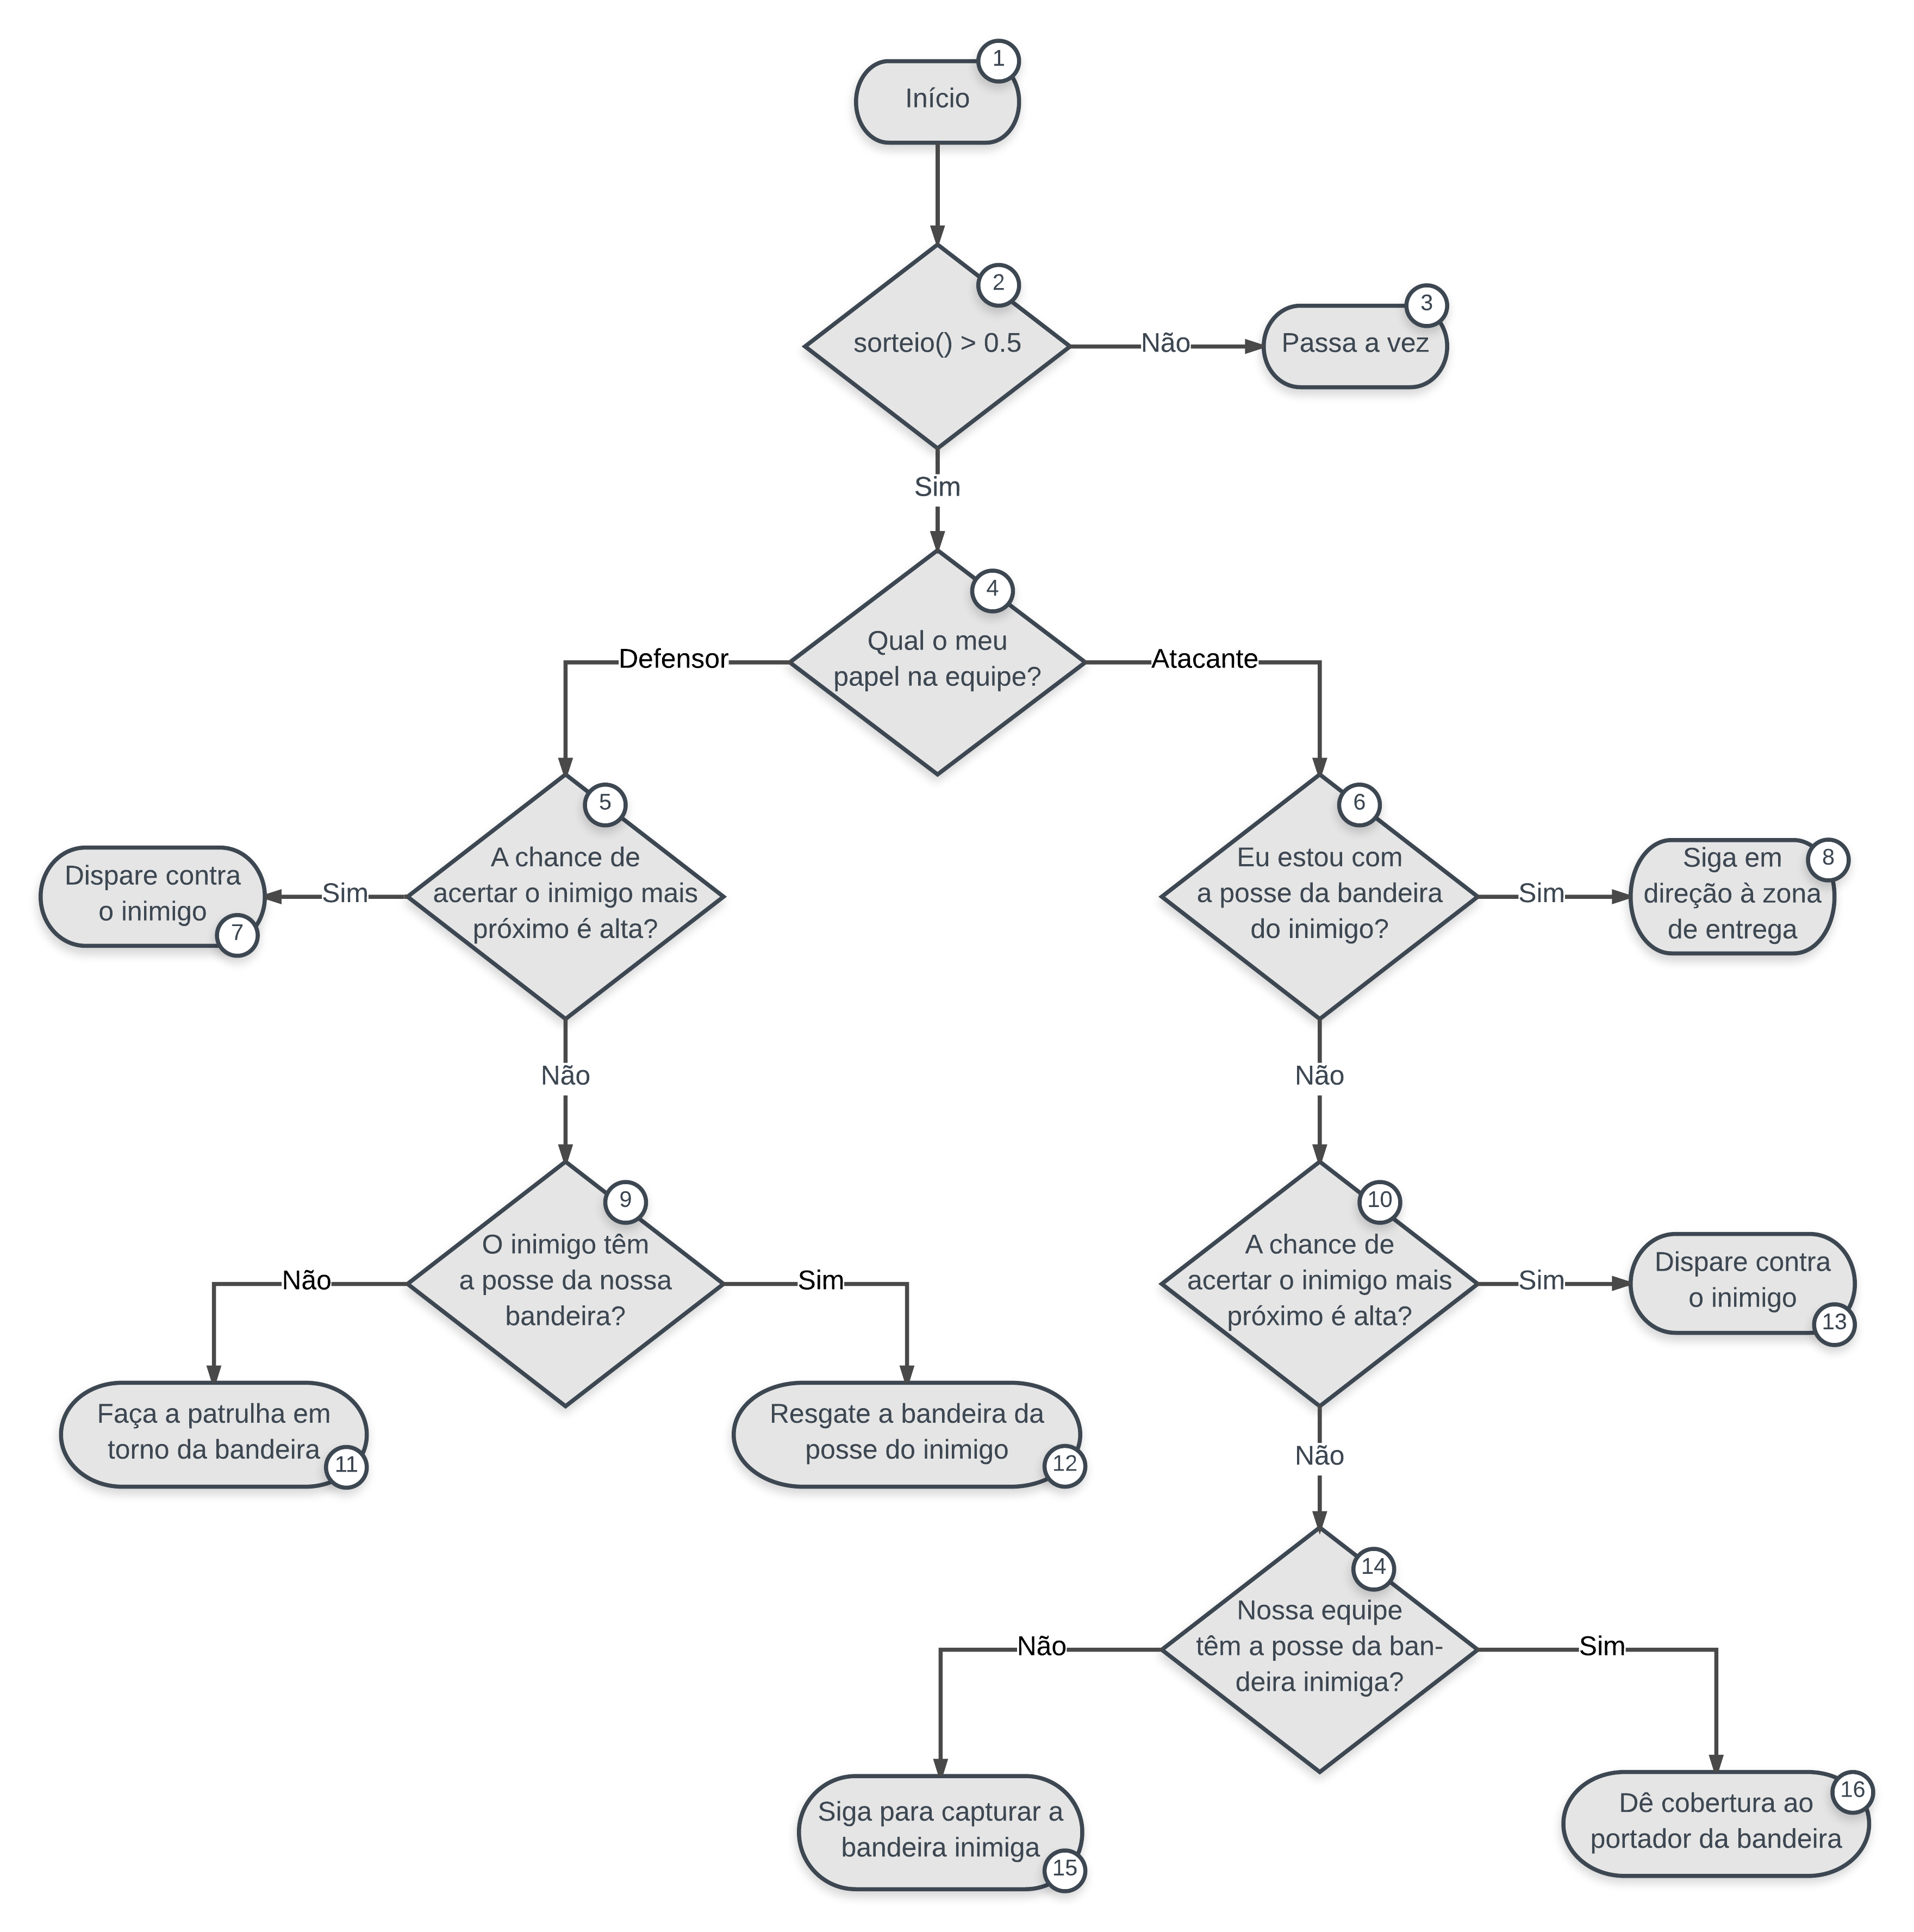 1
Início
2
sorteio() > 0.5
Não
3
Passa a vez
Sim
4
Qual o meu
papel na equipe?
Defensor
Atacante
5
A chance de
acertar o inimigo mais
próximo é alta?
Sim
Dispare contra
o inimigo
7
6
Eu estou com
a posse da bandeira
do inimigo?
Sim
8
Siga em
direção à zona
de entrega
Não
Não
9
O inimigo têm
a posse da nossa
bandeira?
Não
Sim
Faça a patrulha em
torno da bandeira
11
Resgate a bandeira da
posse do inimigo
12
10
A chance de
acertar o inimigo mais
próximo é alta?
Sim
Dispare contra
o inimigo
13
Não
14
Nossa equipe
têm a posse da ban-
deira inimiga?
Não
Sim
Siga para capturar a
bandeira inimiga
15
16
Dê cobertura ao
portador da bandeira